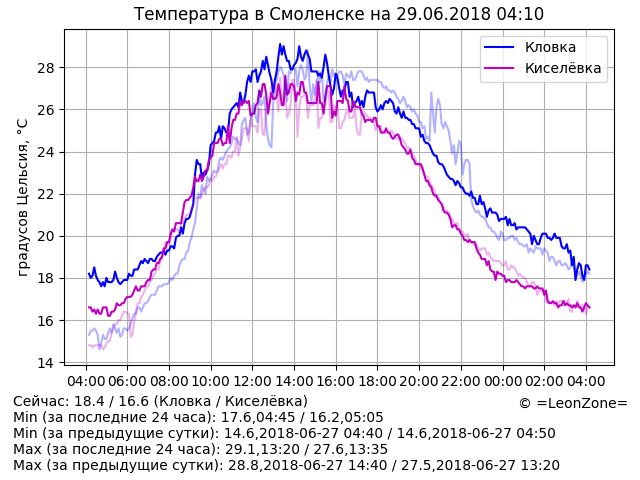 Температура в Смоленске на 29.06.2018 04:10
Кловка
Киселёвка
градусов Цельсия, °C
28
26
24
22
20
18
16
14
04:00 06:00 08:00 10:00 12:00 14:00 16:00 18:00 20:00 22:00 00:00 02:00 04:00
Сейчас: 18.4 / 16.6 (Кловка / Киселёвка)
© =LeonZone=
Min (за последние 24 часа): 17.6,04:45 / 16.2,05:05
Min (за предыдущие сутки): 14.6,2018-06-27 04:40 / 14.6,2018-06-27 04:50
Max (за последние 24 часа): 29.1,13:20 / 27.6,13:35
Max (за предыдущие сутки): 28.8,2018-06-27 14:40 / 27.5,2018-06-27 13:20